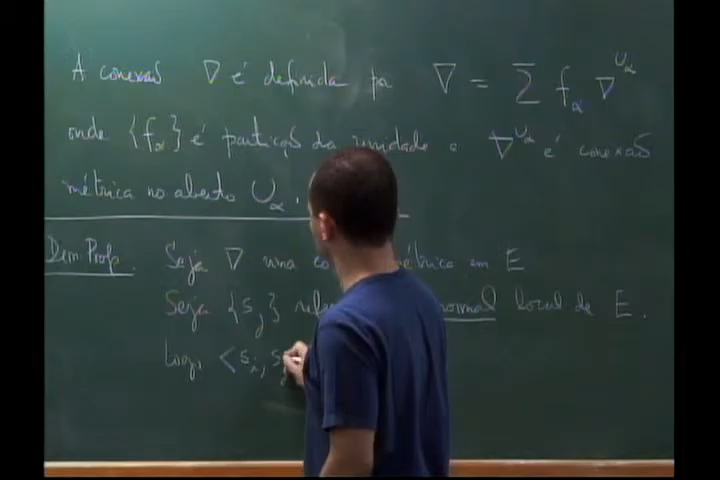 A conexão ∇ é definida por ∇ = Σ f_α ∇^{U_α}
onde {f_α} é partição da unidade e ∇^{U_α} é conexão
métrica no aberto U_α.
Dem. Prop. Seja ∇ uma co métrica em E
Seja {s_j} refe normal local de E.
Logo, <s_i, s